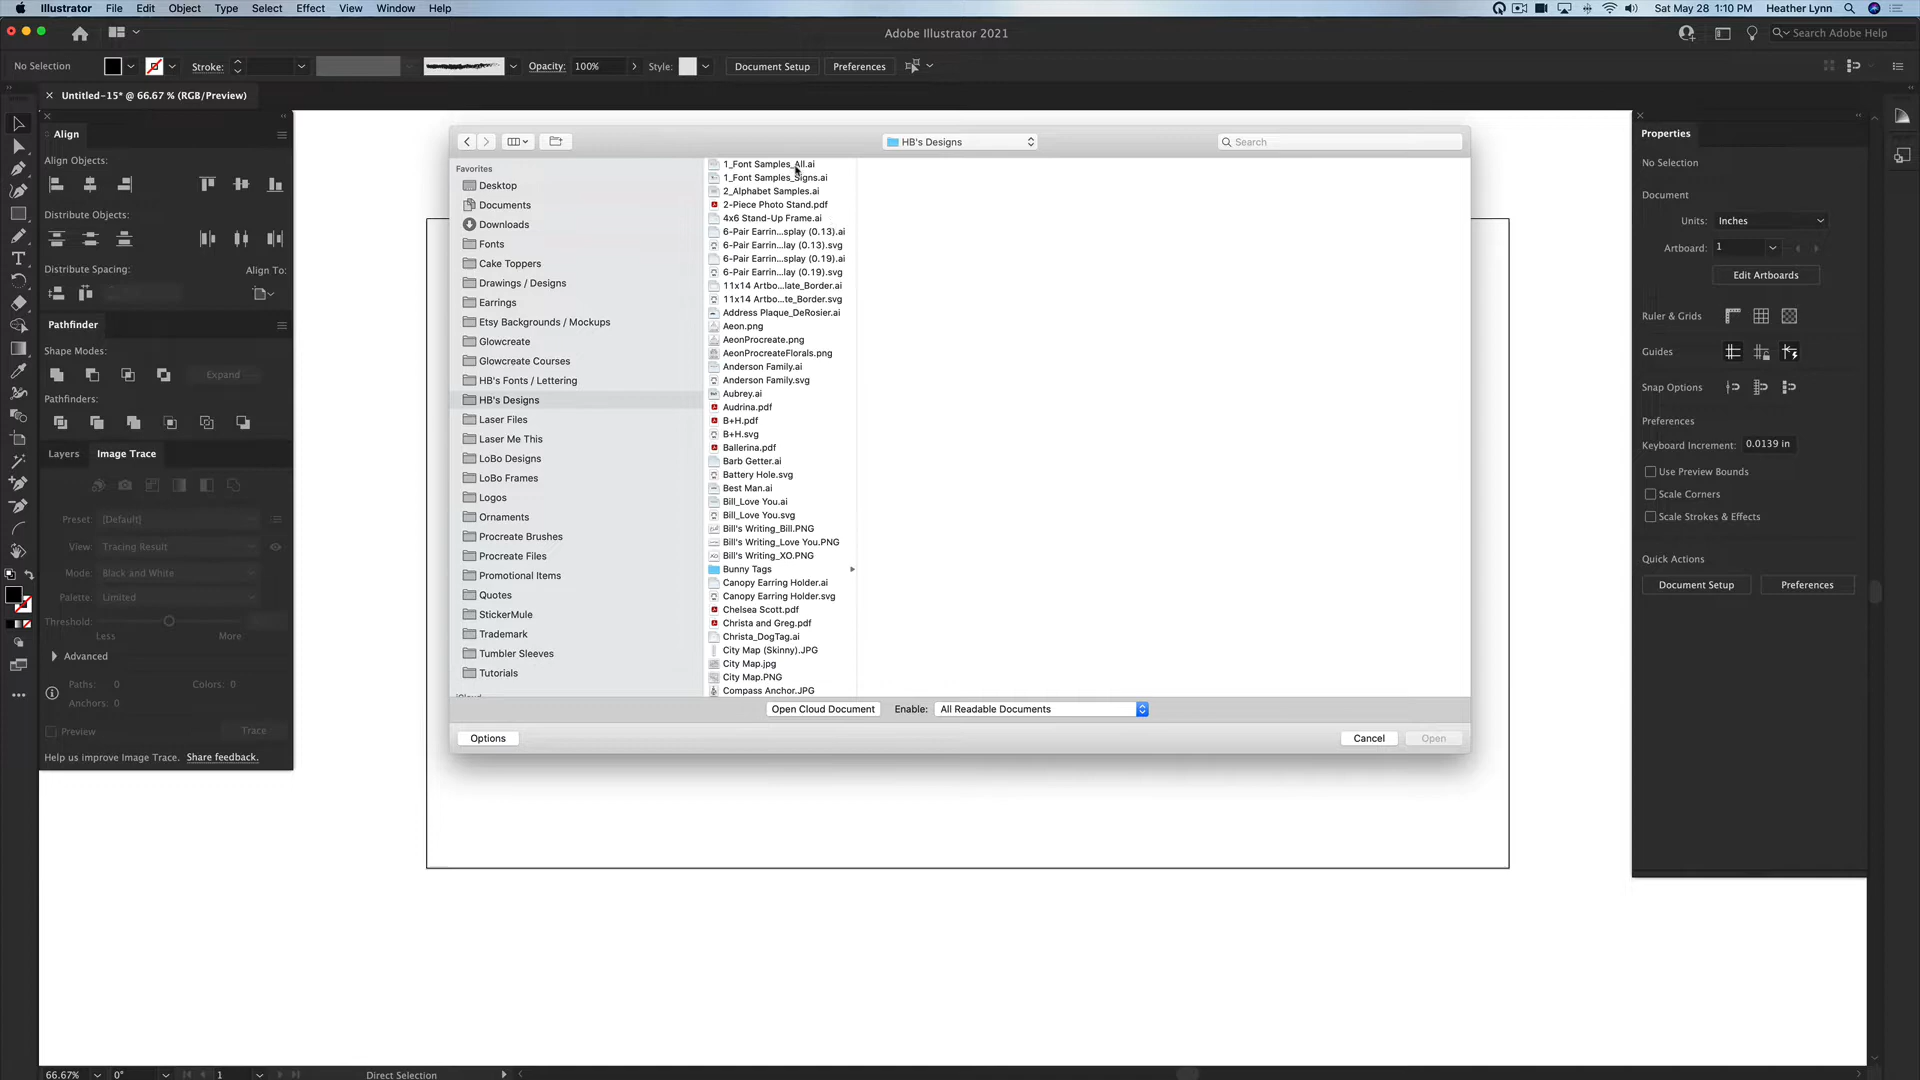 Illustrator File Edit Object Type Select Effect View Window Help
Sat May 28 1:10 PM Heather Lynn
Adobe Illustrator 2021
Search Adobe Help
No Selection
Stroke:
Opacity: 100%
Style:
Document Setup
Preferences
Untitled-15* @ 66.67 % (RGB/Preview)
Align
Align Objects:
Distribute Objects:
Distribute Spacing:
Align To:
Pathfinder
Shape Modes:
Expand
Pathfinders:
Layers
Image Trace
Preset: [Default]
View: Tracing Result
Mode: Black and White
Palette: Limited
Threshold:
Less
More
Advanced
Paths: 0
Colors: 0
Anchors: 0
Preview
Trace
Help us improve Image Trace. Share feedback.
HB's Designs
Search
Favorites
Desktop
Documents
Downloads
Fonts
Cake Toppers
Drawings / Designs
Earrings
Etsy Backgrounds / Mockups
Glowcreate
Glowcreate Courses
HB's Fonts / Lettering
HB's Designs
Laser Files
Laser Me This
LoBo Designs
LoBo Frames
Logos
Ornaments
Procreate Brushes
Procreate Files
Promotional Items
Quotes
StickerMule
Trademark
Tumbler Sleeves
Tutorials
1_Font Samples_All.ai
1_Font Samples_Signs.ai
2_Alphabet Samples.ai
2-Piece Photo Stand.pdf
4x6 Stand-Up Frame.ai
6-Pair Earrin...splay (0.13).ai
6-Pair Earrin...lay (0.13).svg
6-Pair Earrin...splay (0.19).ai
6-Pair Earrin...lay (0.19).svg
11x14 Artbo...late_Border.ai
11x14 Artbo...te_Border.svg
Address Plaque_DeRosier.ai
Aeon.png
AeonProcreate.png
AeonProcreateFlorals.png
Anderson Family.ai
Anderson Family.svg
Aubrey.ai
Audrina.pdf
B+H.pdf
B+H.svg
Ballerina.pdf
Barb Getter.ai
Battery Hole.svg
Best Man.ai
Bill_Love You.ai
Bill_Love You.svg
Bill's Writing_Bill.PNG
Bill's Writing_Love You.PNG
Bill's Writing_XO.PNG
Bunny Tags
Canopy Earring Holder.ai
Canopy Earring Holder.svg
Chelsea Scott.pdf
Christa and Greg.pdf
Christa_DogTag.ai
City Map (Skinny).JPG
City Map.jpg
City Map.PNG
Compass Anchor.JPG
Open Cloud Document
Enable: All Readable Documents
Options
Cancel
Open
Properties
No Selection
Document
Units: Inches
Artboard: 1
Edit Artboards
Ruler & Grids
Guides
Snap Options
Preferences
Keyboard Increment: 0.0139 in
Use Preview Bounds
Scale Corners
Scale Strokes & Effects
Quick Actions
Document Setup
Preferences
66.67% 0° 1 Direct Selection